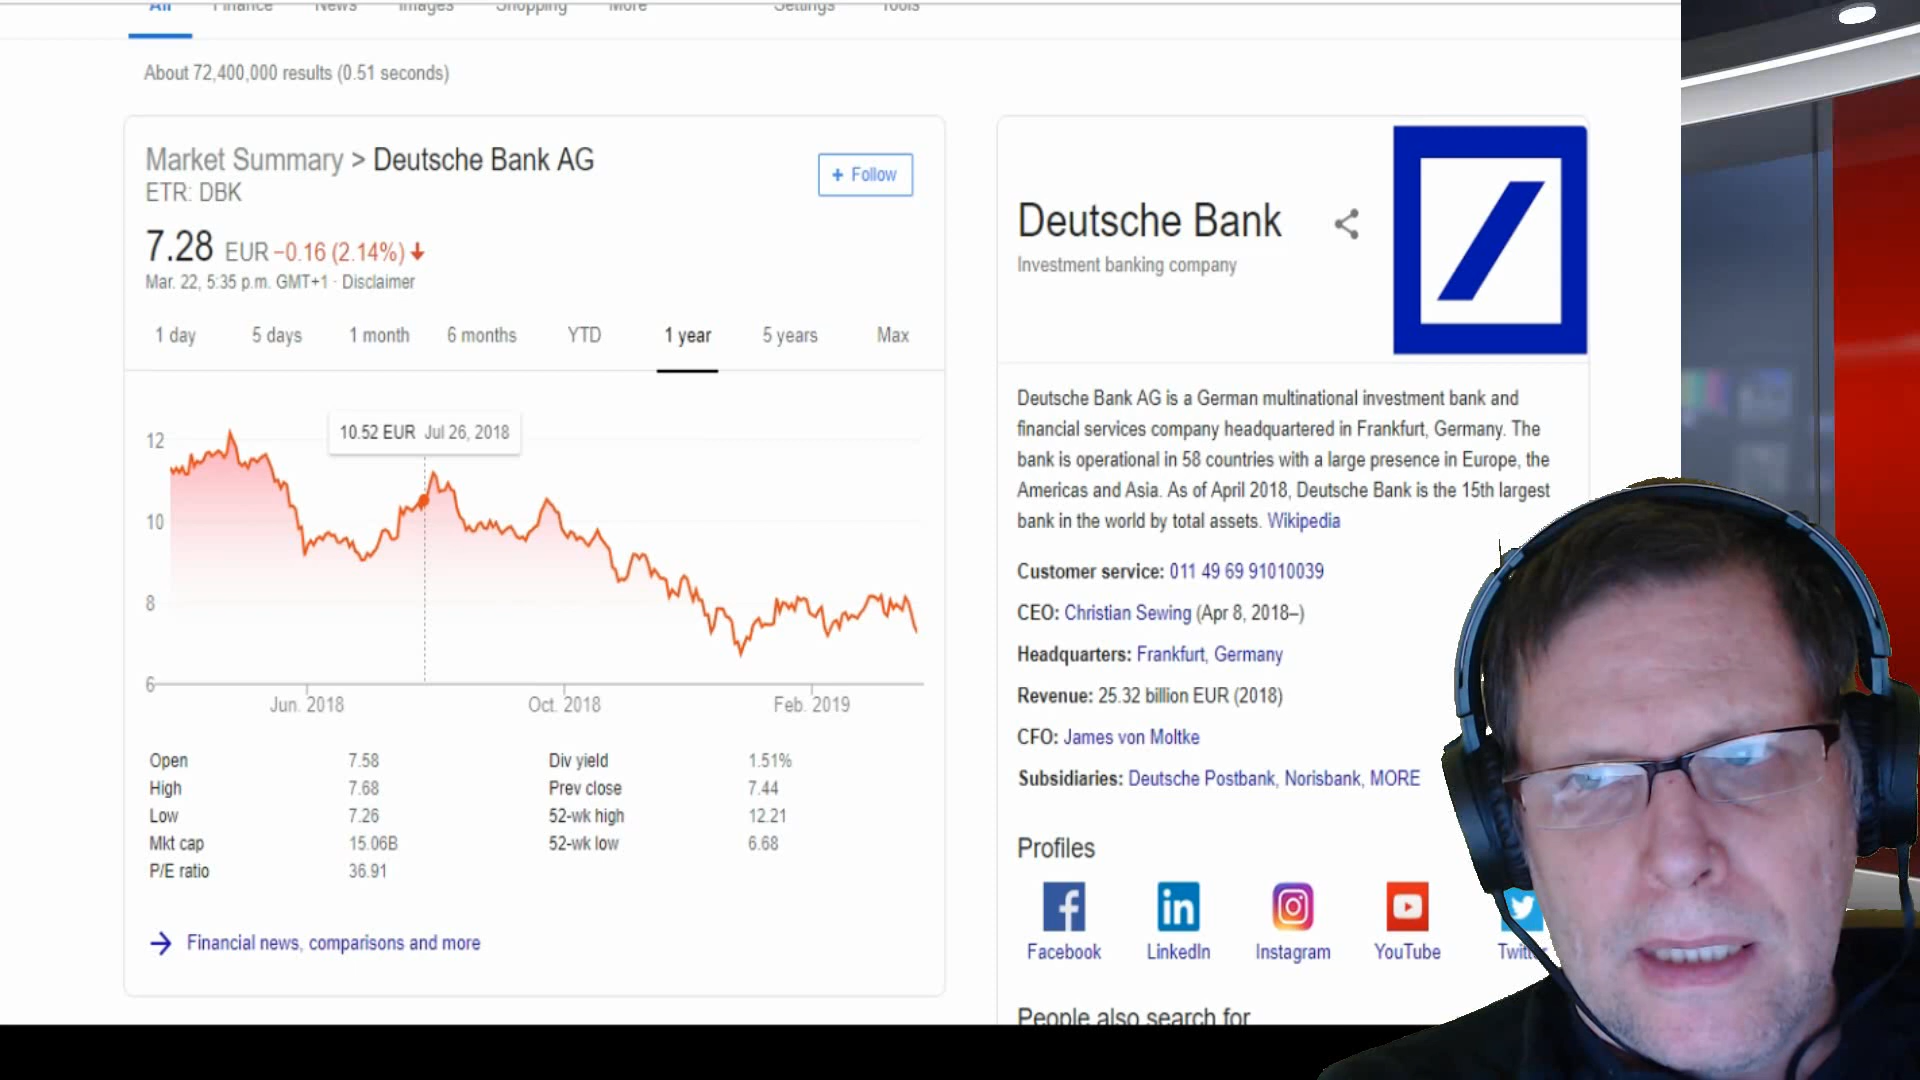 All Finance News Images Shopping More Settings Tools
About 72,400,000 results (0.51 seconds)
Market Summary > Deutsche Bank AG
ETR: DBK
+ Follow
7.28 EUR −0.16 (2.14%)
Mar. 22, 5:35 p.m. GMT+1 · Disclaimer
1 day 5 days 1 month 6 months YTD 1 year 5 years Max
10.52 EUR Jul 26, 2018
12
10
8
6
Jun. 2018 Oct. 2018 Feb. 2019
Open 7.58 Div yield 1.51%
High 7.68 Prev close 7.44
Low 7.26 52-wk high 12.21
Mkt cap 15.06B 52-wk low 6.68
P/E ratio 36.91
Financial news, comparisons and more
Deutsche Bank
Investment banking company
Deutsche Bank AG is a German multinational investment bank and
financial services company headquartered in Frankfurt, Germany. The
bank is operational in 58 countries with a large presence in Europe, the
Americas and Asia. As of April 2018, Deutsche Bank is the 15th largest
bank in the world by total assets. Wikipedia
Customer service: 011 49 69 91010039
CEO: Christian Sewing (Apr 8, 2018–)
Headquarters: Frankfurt, Germany
Revenue: 25.32 billion EUR (2018)
CFO: James von Moltke
Subsidiaries: Deutsche Postbank, Norisbank, MORE
Profiles
Facebook LinkedIn Instagram YouTube
People also search for